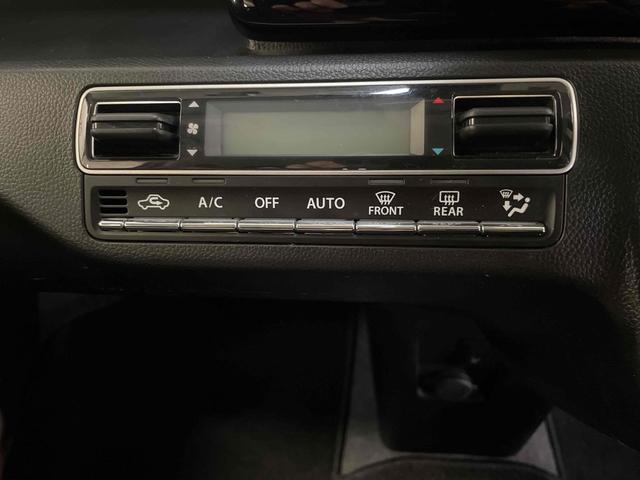 A/C OFF AUTO FRONT REAR